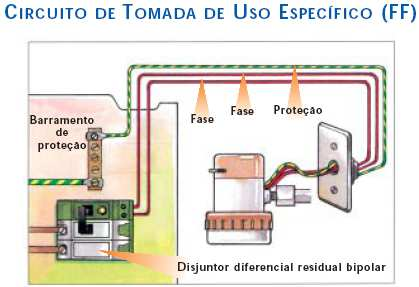 CIRCUITO DE TOMADA DE USO ESPECÍFICO (FF)
Barramento
de
proteção
Fase
Fase
Proteção
Disjuntor diferencial residual bipolar